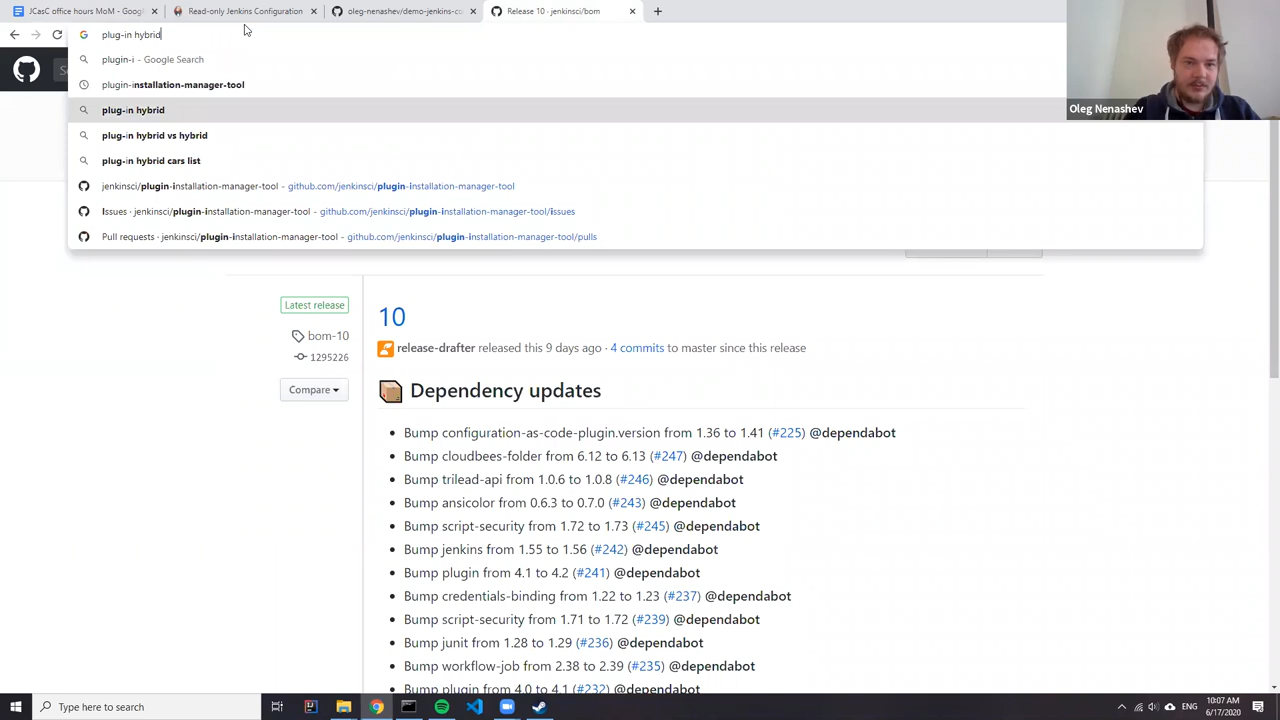 JCasC office hours MoM - Google
Read-only Jenkins Configuration
oleg-nenashev/demo-jenkins-co
Release 10 · jenkinsci/bom
plug-in hybrid
plugin-i - Google Search
plugin-installation-manager-tool
plug-in hybrid
plug-in hybrid vs hybrid
plug-in hybrid cars list
jenkinsci/plugin-installation-manager-tool - github.com/jenkinsci/plugin-installation-manager-tool
Issues · jenkinsci/plugin-installation-manager-tool - github.com/jenkinsci/plugin-installation-manager-tool/issues
Pull requests · jenkinsci/plugin-installation-manager-tool - github.com/jenkinsci/plugin-installation-manager-tool/pulls
Oleg Nenashev
Latest release
bom-10
1295226
Compare
10
release-drafter released this 9 days ago · 4 commits to master since this release
Dependency updates
• Bump configuration-as-code-plugin.version from 1.36 to 1.41 (#225) @dependabot
• Bump cloudbees-folder from 6.12 to 6.13 (#247) @dependabot
• Bump trilead-api from 1.0.6 to 1.0.8 (#246) @dependabot
• Bump ansicolor from 0.6.3 to 0.7.0 (#243) @dependabot
• Bump script-security from 1.72 to 1.73 (#245) @dependabot
• Bump jenkins from 1.55 to 1.56 (#242) @dependabot
• Bump plugin from 4.1 to 4.2 (#241) @dependabot
• Bump credentials-binding from 1.22 to 1.23 (#237) @dependabot
• Bump script-security from 1.71 to 1.72 (#239) @dependabot
• Bump junit from 1.28 to 1.29 (#236) @dependabot
• Bump workflow-job from 2.38 to 2.39 (#235) @dependabot
• Bump plugin from 4.0 to 4.1 (#232) @dependabot
Type here to search
ENG
10:07 AM
6/17/2020